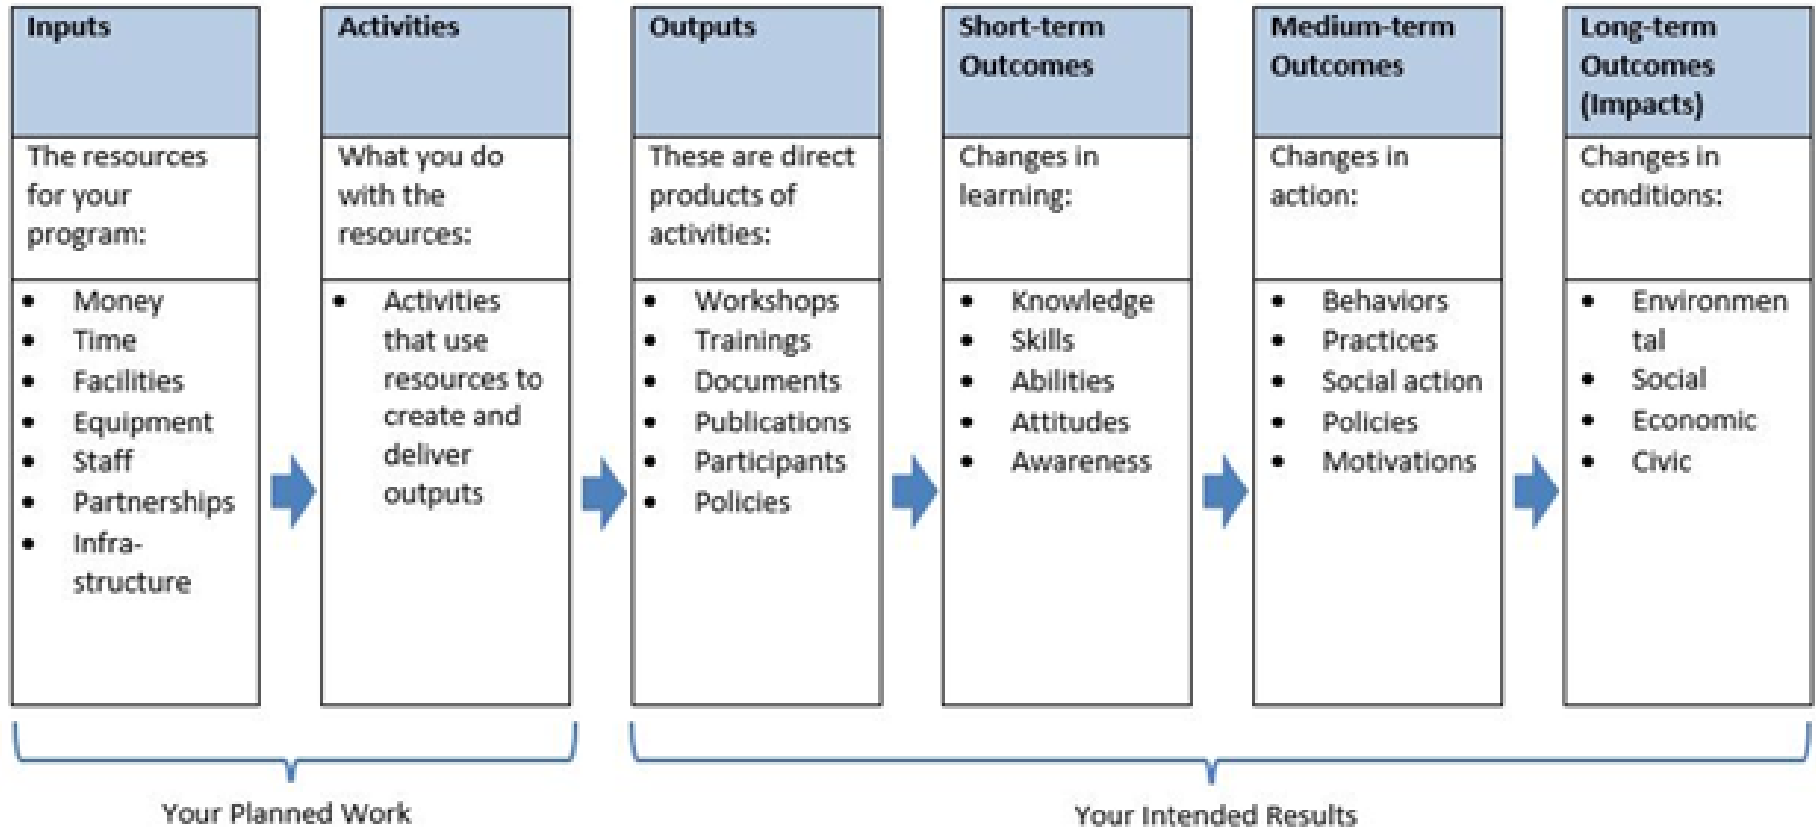 Inputs
The resources
for your
program:
• Money
• Time
• Facilities
• Equipment
• Staff
• Partnerships
• Infra-
structure
Activities
What you do
with the
resources:
• Activities
that use
resources to
create and
deliver
outputs
Outputs
These are direct
products of
activities:
• Workshops
• Trainings
• Documents
• Publications
• Participants
• Policies
Short-term
Outcomes
Changes in
learning:
• Knowledge
• Skills
• Abilities
• Attitudes
• Awareness
Medium-term
Outcomes
Changes in
action:
• Behaviors
• Practices
• Social action
• Policies
• Motivations
Long-term
Outcomes
(Impacts)
Changes in
conditions:
• Environmen
tal
• Social
• Economic
• Civic
Your Planned Work
Your Intended Results